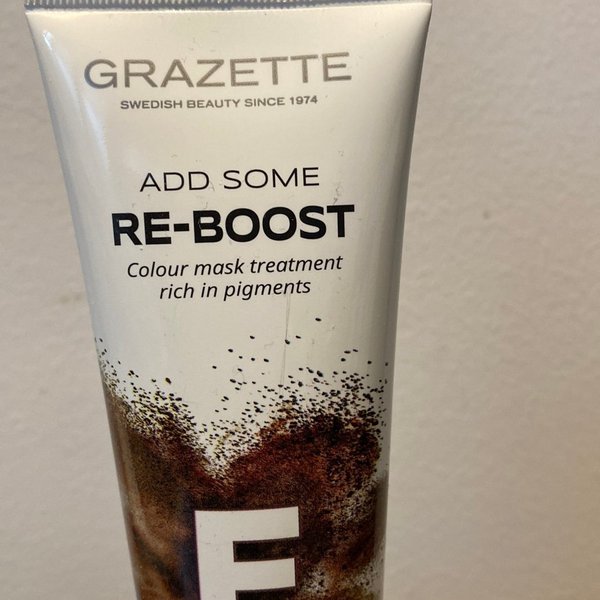 GRAZETTE
SWEDISH BEAUTY SINCE 1974
ADD SOME
RE-BOOST
Colour mask treatment
rich in pigments